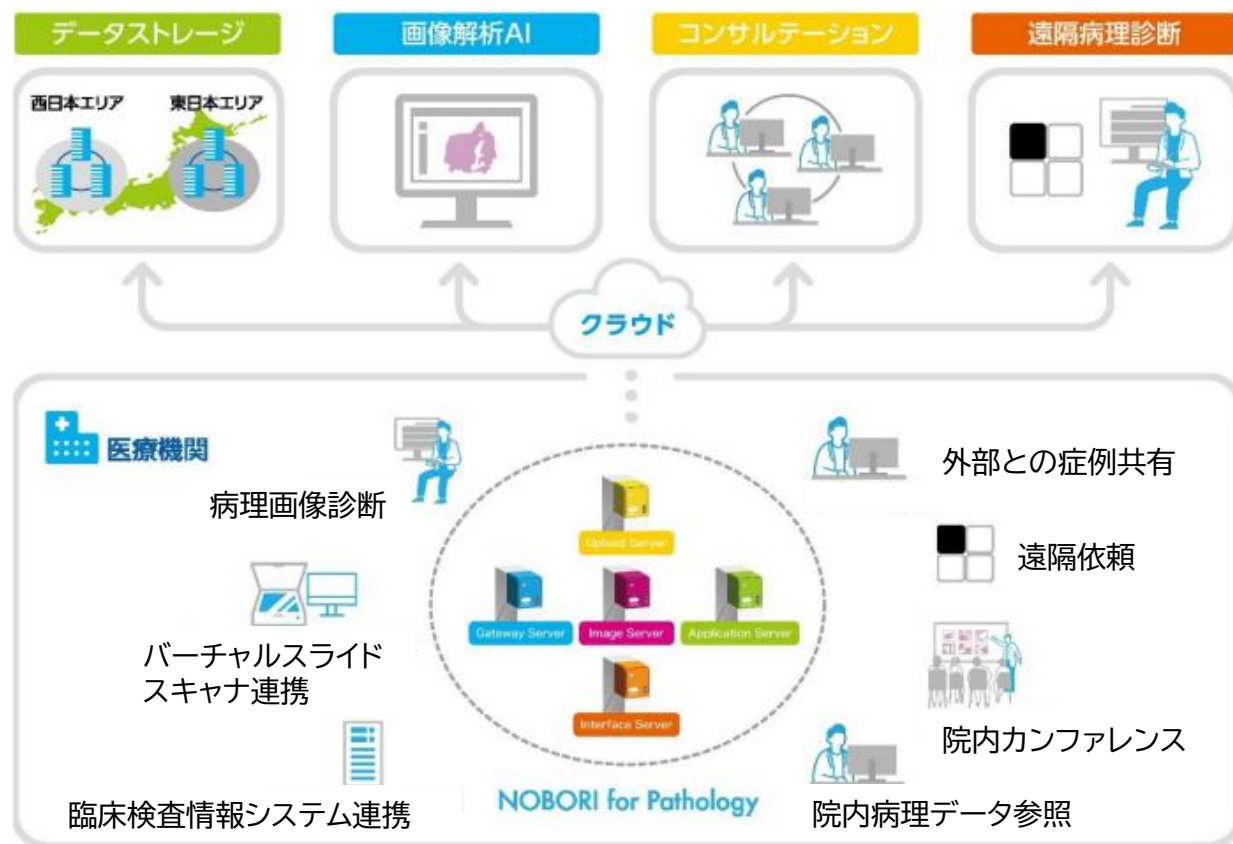 データストレージ
画像解析AI
コンサルテーション
遠隔病理診断
西日本エリア
東日本エリア
クラウド
医療機関
病理画像診断
バーチャルスライド
スキャナ連携
臨床検査情報システム連携
Upload Server
Gateway Server
Image Server
Application Server
Interface Server
NOBORI for Pathology
外部との症例共有
遠隔依頼
院内カンファレンス
院内病理データ参照